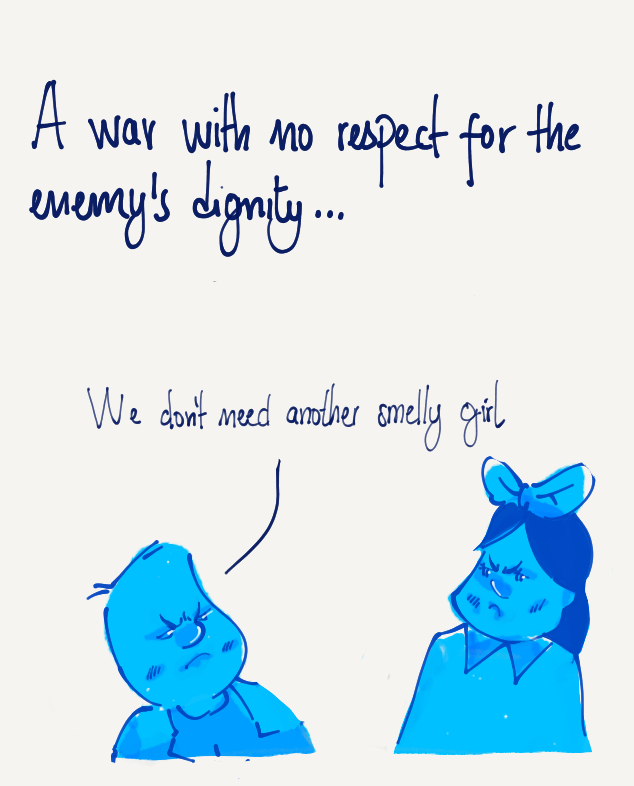 A war with no respect for the
enemy's dignity...
We don't need another smelly girl